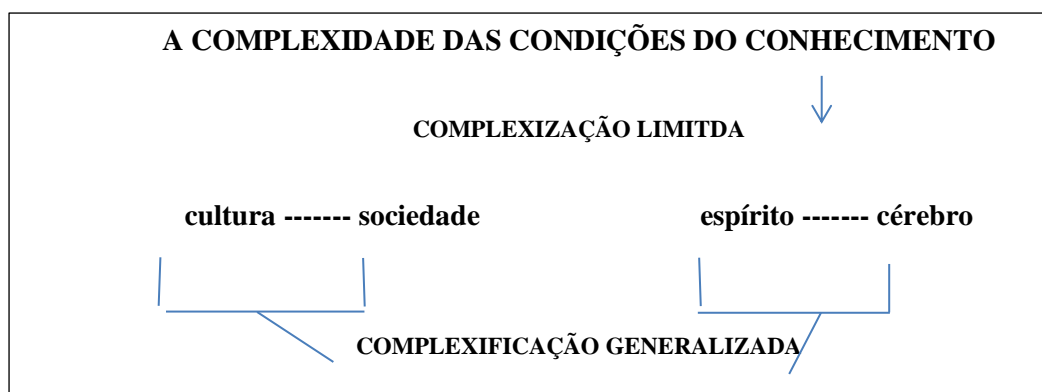 A COMPLEXIDADE DAS CONDIÇÕES DO CONHECIMENTO
COMPLEXIZAÇÃO LIMITDA
cultura ------- sociedade espírito ------- cérebro
COMPLEXIFICAÇÃO GENERALIZADA